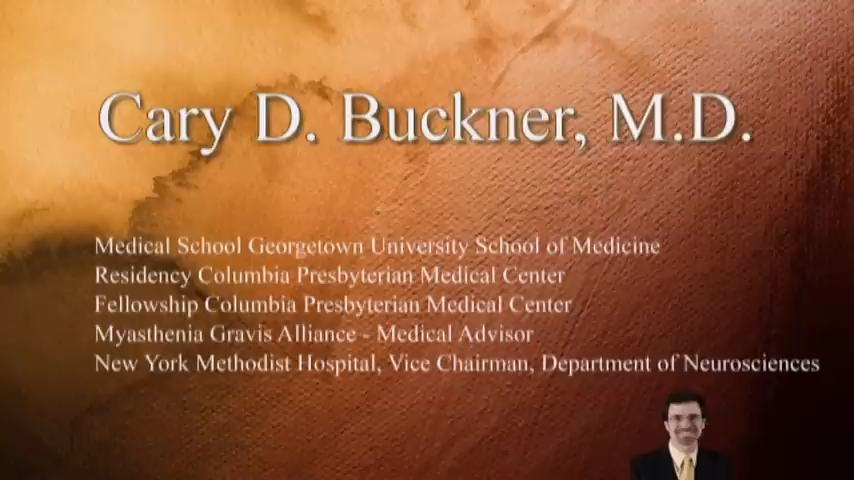 Cary D. Buckner, M.D.
Medical School Georgetown University School of Medicine
Residency Columbia Presbyterian Medical Center
Fellowship Columbia Presbyterian Medical Center
Myasthenia Gravis Alliance - Medical Advisor
New York Methodist Hospital, Vice Chairman, Department of Neurosciences